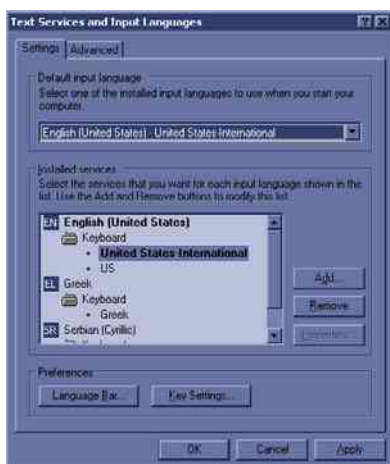 Text Services and Input Languages
Settings
Advanced
Default input language
Select one of the installed input languages to use when you start your
computer.
English (United States) - United States International
Installed services
Select the services that you want for each input language shown in the
list. Use the Add and Remove buttons to modify this list.
EN English (United States)
Keyboard
• United States International
• US
EL Greek
Keyboard
• Greek
SR Serbian (Cyrillic)
Add...
Remove
Properties...
Preferences
Language Bar...
Key Settings...
OK
Cancel
Apply